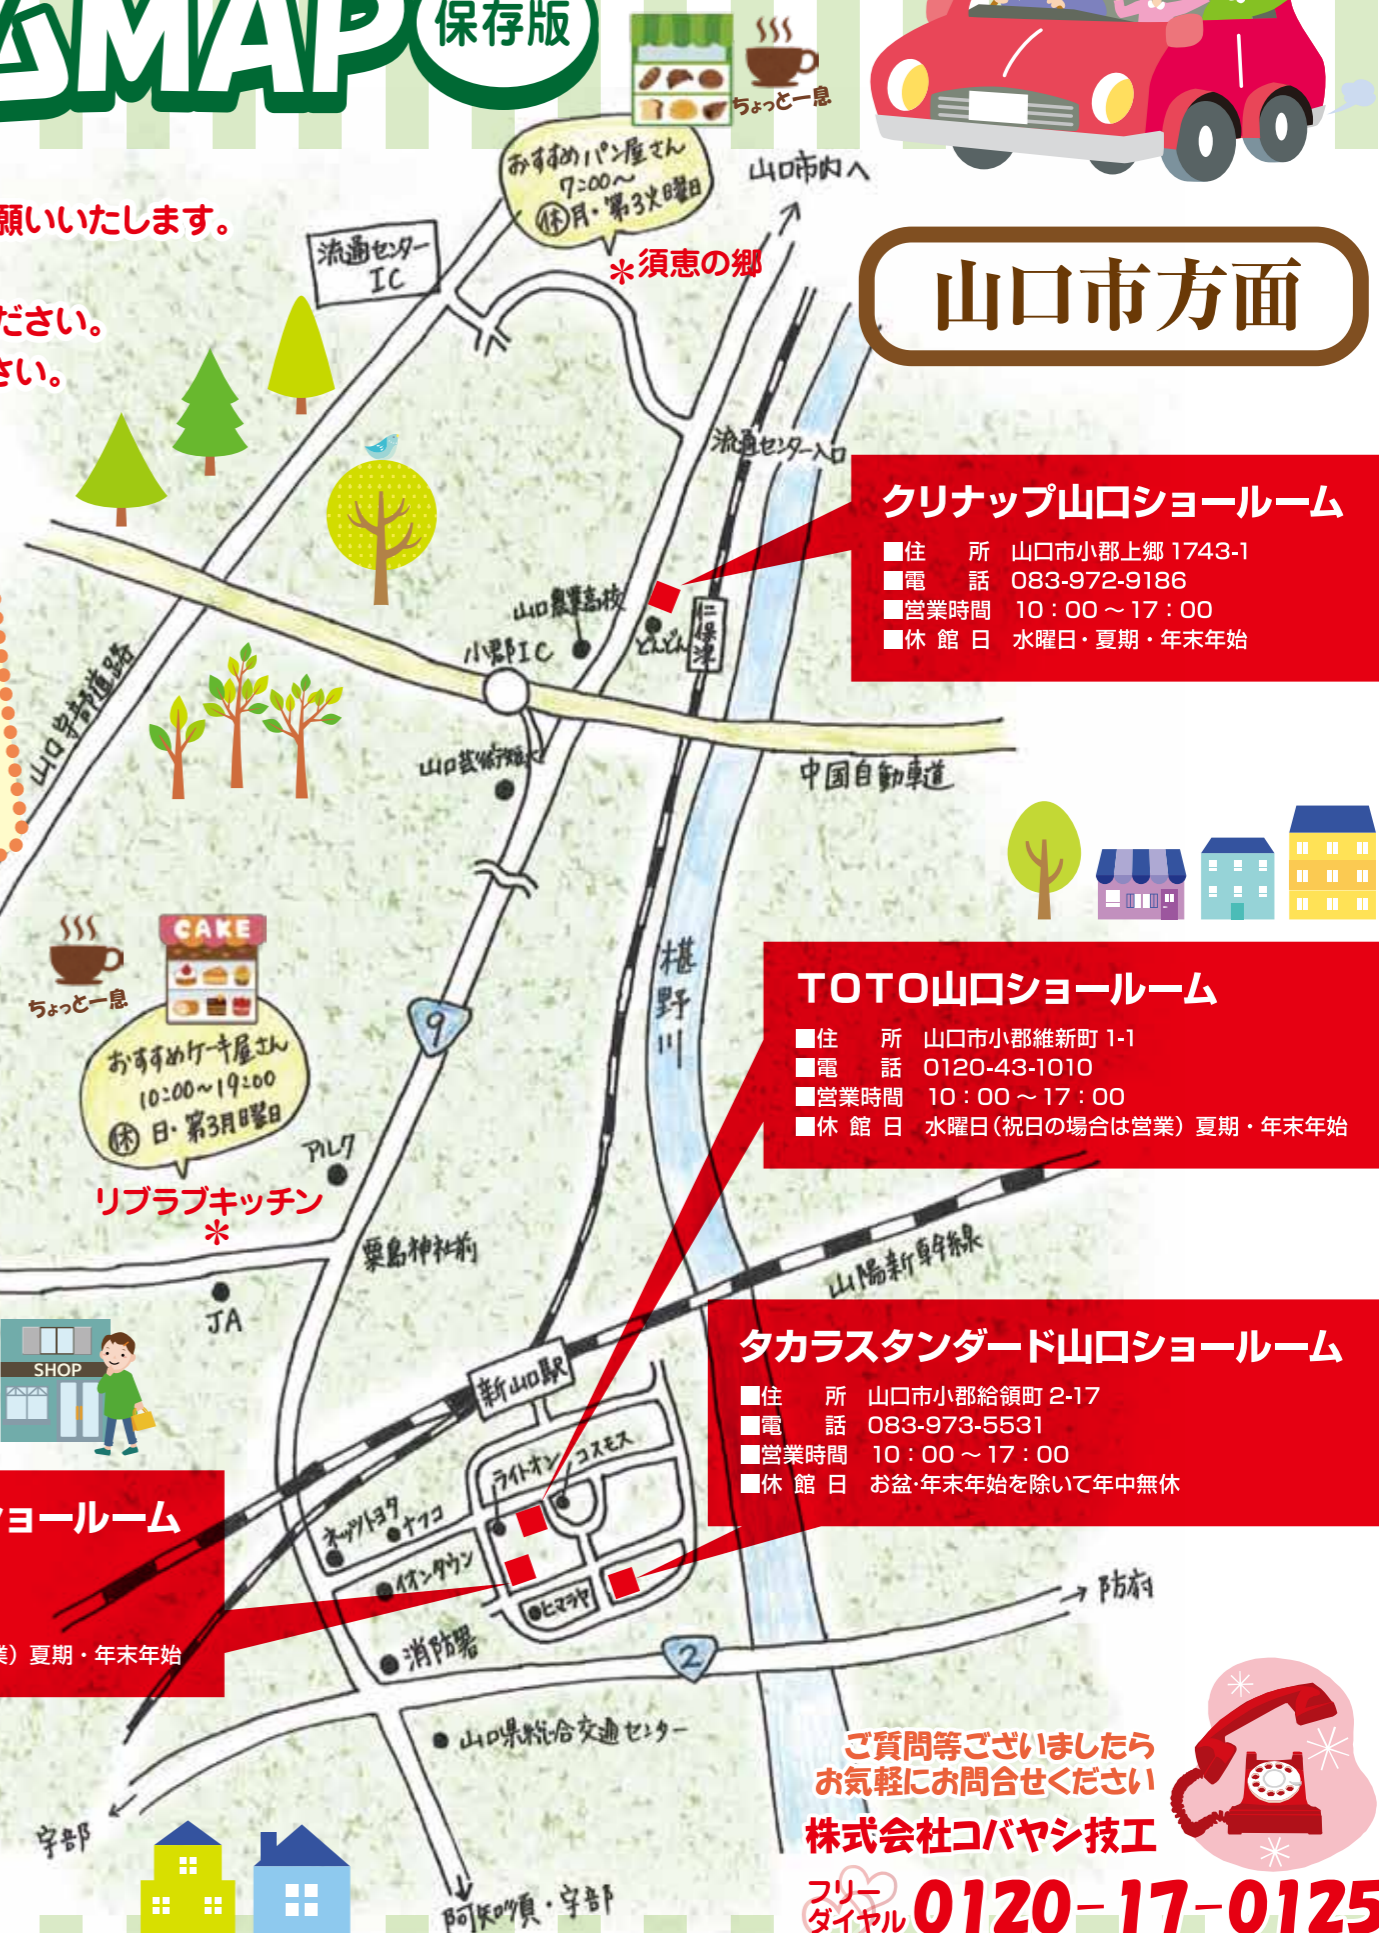 ムMAP
保存版
ちょっと一息
おすすめパン屋さん
7:00～
休 月・第3火曜日
＊須恵の郷
山口市内へ
願いいたします。
ださい。
さい。
流通センター
IC
山口市方面
流通センター入口
クリナップ山口ショールーム
■住　所　山口市小郡上郷 1743-1
■電　話　083-972-9186
■営業時間　10：00～17：00
■休 館 日　水曜日・夏期・年末年始
山口農業高校
どんどん
仁保津
小郡IC
山口宇部道路
山口芸術短大
中国自動車道
CAKE
ちょっと一息
おすすめケーキ屋さん
10:00～19:00
休 日・第3月曜日
9
椹野川
TOTO山口ショールーム
■住　所　山口市小郡維新町 1-1
■電　話　0120-43-1010
■営業時間　10：00～17：00
■休 館 日　水曜日（祝日の場合は営業）夏期・年末年始
アルク
リブラブキッチン
＊
粟島神社前
JA
山陽新幹線
SHOP
新山口駅
タカラスタンダード山口ショールーム
■住　所　山口市小郡給領町 2-17
■電　話　083-973-5531
■営業時間　10：00～17：00
■休 館 日　お盆・年末年始を除いて年中無休
ライトオン
コスモス
ョールーム
ネッツトヨタ
ナフコ
イオンタウン
ヒマラヤ
業）夏期・年末年始
消防署
2
防府
山口県総合交通センター
宇部
阿知須・宇部
ご質問等ございましたら
お気軽にお問合せください
株式会社コバヤシ技工
フリー
ダイヤル 0120-17-0125